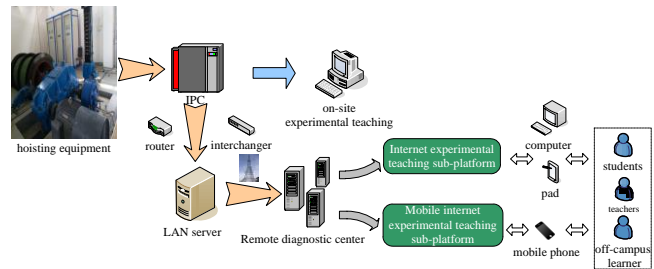 IPC
on-site
experimental teaching
hoisting equipment
router
interchanger
computer
Internet experimental
teaching sub-platform
students
pad
teachers
Mobile internet
experimental teaching
sub-platform
LAN server
Remote diagnostic center
mobile phone
off-campus
learner